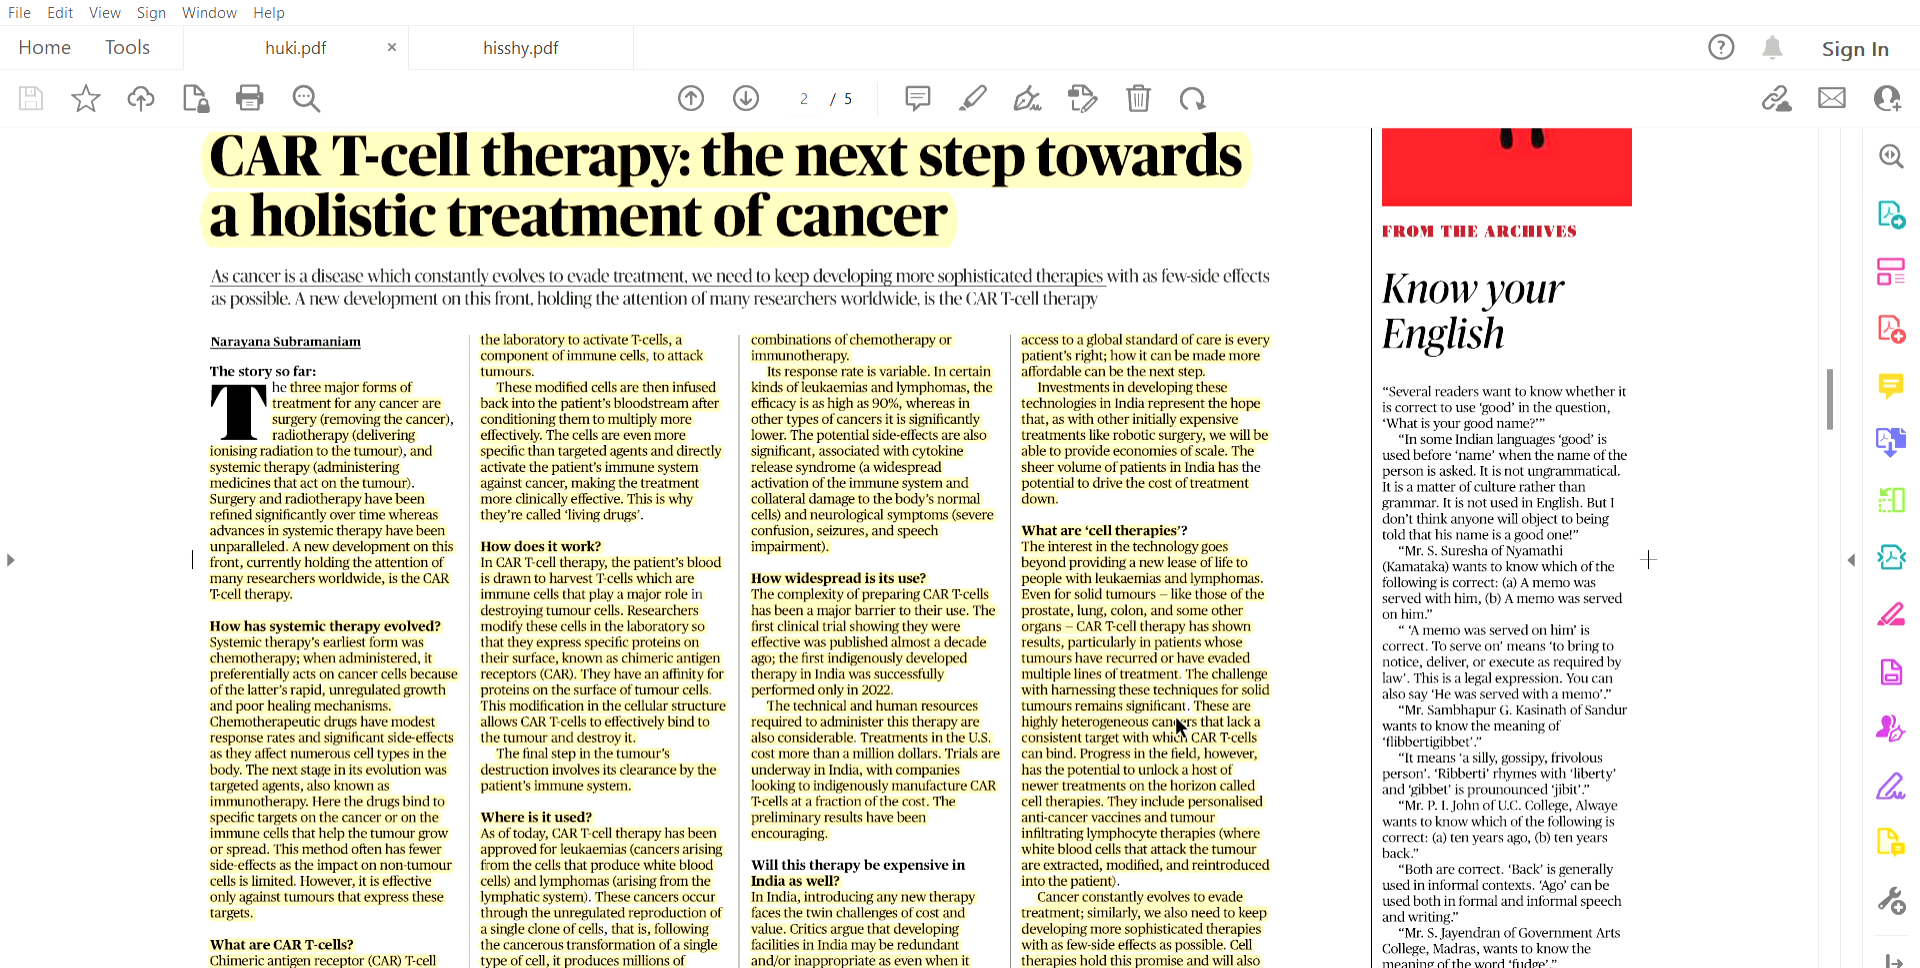 File Edit View Sign Window Help
Home Tools huki.pdf × hisshy.pdf Sign In
2 / 5
CAR T-cell therapy: the next step towards
a holistic treatment of cancer
As cancer is a disease which constantly evolves to evade treatment, we need to keep developing more sophisticated therapies with as few-side effects
as possible. A new development on this front, holding the attention of many researchers worldwide, is the CAR T-cell therapy
Narayana Subramaniam
The story so far:
The three major forms of
treatment for any cancer are
surgery (removing the cancer),
radiotherapy (delivering
ionising radiation to the tumour), and
systemic therapy (administering
medicines that act on the tumour).
Surgery and radiotherapy have been
refined significantly over time whereas
advances in systemic therapy have been
unparalleled. A new development on this
front, currently holding the attention of
many researchers worldwide, is the CAR
T-cell therapy.
How has systemic therapy evolved?
Systemic therapy's earliest form was
chemotherapy; when administered, it
preferentially acts on cancer cells because
of the latter's rapid, unregulated growth
and poor healing mechanisms.
Chemotherapeutic drugs have modest
response rates and significant side-effects
as they affect numerous cell types in the
body. The next stage in its evolution was
targeted agents, also known as
immunotherapy. Here the drugs bind to
specific targets on the cancer or on the
immune cells that help the tumour grow
or spread. This method often has fewer
side-effects as the impact on non-tumour
cells is limited. However, it is effective
only against tumours that express these
targets.
What are CAR T-cells?
Chimeric antigen receptor (CAR) T-cell
the laboratory to activate T-cells, a
component of immune cells, to attack
tumours.
These modified cells are then infused
back into the patient's bloodstream after
conditioning them to multiply more
effectively. The cells are even more
specific than targeted agents and directly
activate the patient's immune system
against cancer, making the treatment
more clinically effective. This is why
they're called 'living drugs'.
How does it work?
In CAR T-cell therapy, the patient's blood
is drawn to harvest T-cells which are
immune cells that play a major role in
destroying tumour cells. Researchers
modify these cells in the laboratory so
that they express specific proteins on
their surface, known as chimeric antigen
receptors (CAR). They have an affinity for
proteins on the surface of tumour cells.
This modification in the cellular structure
allows CAR T-cells to effectively bind to
the tumour and destroy it.
The final step in the tumour's
destruction involves its clearance by the
patient's immune system.
Where is it used?
As of today, CAR T-cell therapy has been
approved for leukaemias (cancers arising
from the cells that produce white blood
cells) and lymphomas (arising from the
lymphatic system). These cancers occur
through the unregulated reproduction of
a single clone of cells, that is, following
the cancerous transformation of a single
type of cell, it produces millions of
combinations of chemotherapy or
immunotherapy.
Its response rate is variable. In certain
kinds of leukaemias and lymphomas, the
efficacy is as high as 90%, whereas in
other types of cancers it is significantly
lower. The potential side-effects are also
significant, associated with cytokine
release syndrome (a widespread
activation of the immune system and
collateral damage to the body's normal
cells) and neurological symptoms (severe
confusion, seizures, and speech
impairment).
How widespread is its use?
The complexity of preparing CAR T-cells
has been a major barrier to their use. The
first clinical trial showing they were
effective was published almost a decade
ago; the first indigenously developed
therapy in India was successfully
performed only in 2022.
The technical and human resources
required to administer this therapy are
also considerable. Treatments in the U.S.
cost more than a million dollars. Trials are
underway in India, with companies
looking to indigenously manufacture CAR
T-cells at a fraction of the cost. The
preliminary results have been
encouraging.
Will this therapy be expensive in
India as well?
In India, introducing any new therapy
faces the twin challenges of cost and
value. Critics argue that developing
facilities in India may be redundant
and/or inappropriate as even when it
access to a global standard of care is every
patient's right; how it can be made more
affordable can be the next step.
Investments in developing these
technologies in India represent the hope
that, as with other initially expensive
treatments like robotic surgery, we will be
able to provide economies of scale. The
sheer volume of patients in India has the
potential to drive the cost of treatment
down.
What are 'cell therapies'?
The interest in the technology goes
beyond providing a new lease of life to
people with leukaemias and lymphomas.
Even for solid tumours – like those of the
prostate, lung, colon, and some other
organs – CAR T-cell therapy has shown
results, particularly in patients whose
tumours have recurred or have evaded
multiple lines of treatment. The challenge
with harnessing these techniques for solid
tumours remains significant. These are
highly heterogeneous cancers that lack a
consistent target with which CAR T-cells
can bind. Progress in the field, however,
has the potential to unlock a host of
newer treatments on the horizon called
cell therapies. They include personalised
anti-cancer vaccines and tumour
infiltrating lymphocyte therapies (where
white blood cells that attack the tumour
are extracted, modified, and reintroduced
into the patient).
Cancer constantly evolves to evade
treatment; similarly, we also need to keep
developing more sophisticated therapies
with as few-side effects as possible. Cell
therapies hold this promise and will also
FROM THE ARCHIVES
Know your
English
“Several readers want to know whether it
is correct to use ‘good’ in the question,
‘What is your good name?’”
“In some Indian languages ‘good’ is
used before ‘name’ when the name of the
person is asked. It is not ungrammatical.
It is a matter of culture rather than
grammar. It is not used in English. But I
don’t think anyone will object to being
told that his name is a good one!”
“Mr. S. Suresha of Nyamathi
(Kamataka) wants to know which of the
following is correct: (a) A memo was
served with him, (b) A memo was served
on him.”
“ ‘A memo was served on him’ is
correct. To serve on’ means ‘to bring to
notice, deliver, or execute as required by
law’. This is a legal expression. You can
also say ‘He was served with a memo’.”
“Mr. Sambhapur G. Kasinath of Sandur
wants to know the meaning of
‘flibbertigibbet’.”
“It means ‘a silly, gossipy, frivolous
person’. ‘Ribberti’ rhymes with ‘liberty’
and ‘gibbet’ is prounounced ‘jibit’.”
“Mr. P. I. John of U.C. College, Alwaye
wants to know which of the following is
correct: (a) ten years ago, (b) ten years
back.”
“Both are correct. ‘Back’ is generally
used in informal contexts. ‘Ago’ can be
used both in formal and informal speech
and writing.”
“Mr. S. Jayendran of Government Arts
College, Madras, wants to know the
meaning of the word ‘fudge’.”